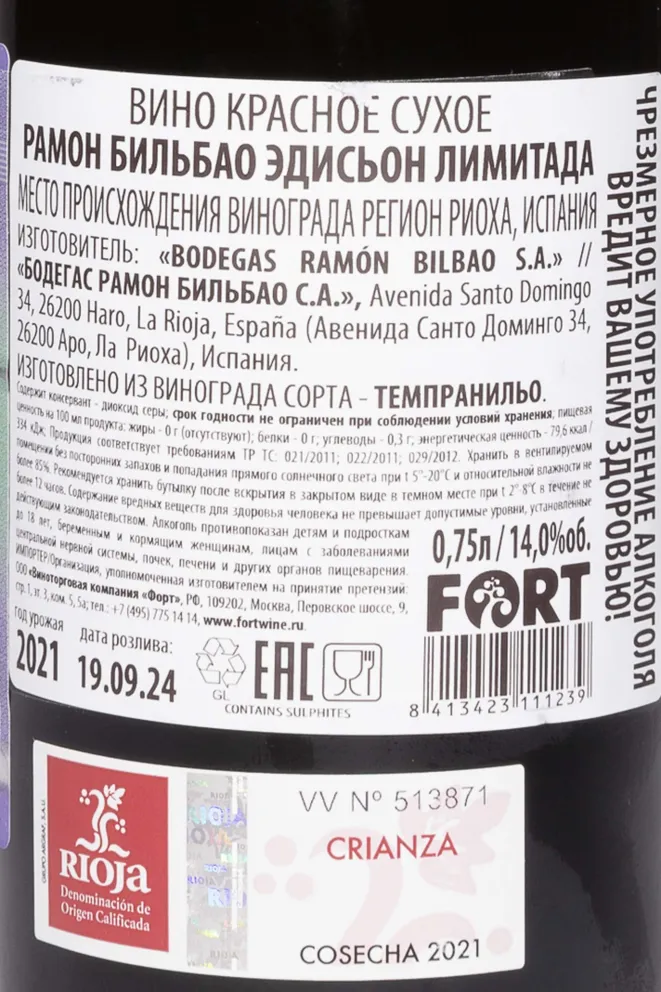 ВИНО КРАСНОЕ СУХОЕ
РАМОН БИЛЬБАО ЭДИСЬОН ЛИМИТАДА
МЕСТО ПРОИСХОЖДЕНИЯ ВИНОГРАДА РЕГИОН РИОХА, ИСПАНИЯ
ИЗГОТОВИТЕЛЬ: «BODEGAS RAMÓN BILBAO S.A.» //
«БОДЕГАС РАМОН БИЛЬБАО С.А.», Avenida Santo Domingo
34, 26200 Haro, La Rioja, España (Авенида Санто Доминго 34,
26200 Аро, Ла Риоха), Испания.
ИЗГОТОВЛЕНО ИЗ ВИНОГРАДА СОРТА - ТЕМПРАНИЛЬО.
Содержит консервант - диоксид серы; срок годности не ограничен при соблюдении условий хранения; пищевая
ценность на 100 мл продукта: жиры - 0 г (отсутствуют); белки - 0 г; углеводы - 0,3 г; энергетическая ценность - 79,6 ккал/
334 кДж; Продукция соответствует требованиям ТР ТС: 021/2011; 022/2011; 029/2012. Хранить в вентилируемом
помещении без посторонних запахов и попадания прямого солнечного света при t 5°-20°C и относительной влажности не
более 85%. Рекомендуется хранить бутылку после вскрытия в закрытом виде в темном месте при t 2°-8°C в течение не
более 12 часов. Содержание вредных веществ для здоровья человека не превышает допустимые уровни, установленные
действующим законодательством. Алкоголь противопоказан детям и подросткам
до 18 лет, беременным и кормящим женщинам, лицам с заболеваниями
центральной нервной системы, почек, печени и других органов пищеварения.
ИМПОРТЕР/Организация, уполномоченная изготовителем на принятие претензий:
ООО «Виноторговая компания «Форт», РФ, 109202, Москва, Перовское шоссе, 9,
стр. 1, эт. 3, ком. 5, 5а; тел.: +7 (495) 775 14 14, www.fortwine.ru
0,75л / 14,0%об.
FORT
год урожая
2021
дата розлива:
19.09.24
GL
EAC
CONTAINS SULPHITES
8 413423 111239
ЧРЕЗМЕРНОЕ УПОТРЕБЛЕНИЕ АЛКОГОЛЯ
ВРЕДИТ ВАШЕМУ ЗДОРОВЬЮ!
GRUPO ARGRAF, S.A.U.
RIOJA
Denominación de
Origen Calificada
VV Nº 513871
CRIANZA
COSECHA 2021